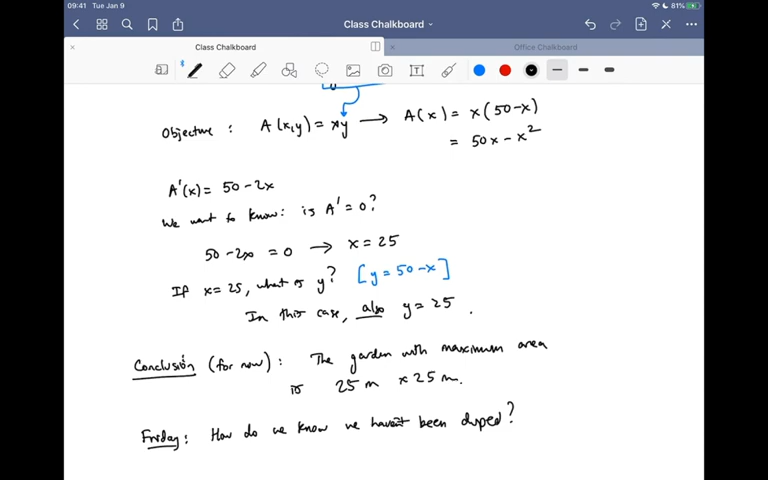 09:41 Tue Jan 9
81%
Class Chalkboard
Class Chalkboard
Office Chalkboard
Objective : A(x,y) = xy → A(x) = x(50-x)
= 50x - x²
A'(x) = 50 - 2x
We want to know: is A' = 0?
50 - 2x = 0 → x = 25
If x = 25, what is y? [y = 50 - x]
In this case, also y = 25.
Conclusion (for now): The garden with maximum area
is 25 m x 25 m.
Friday: How do we know we haven't been duped?